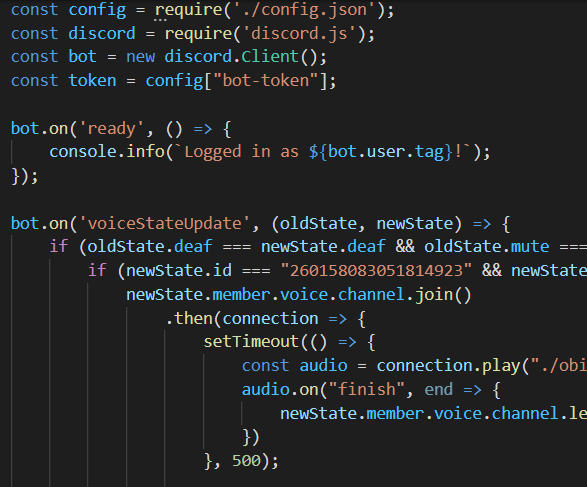 const config = require('./config.json');
const discord = require('discord.js');
const bot = new discord.Client();
const token = config["bot-token"];
bot.on('ready', () => {
console.info(`Logged in as ${bot.user.tag}!`);
});
bot.on('voiceStateUpdate', (oldState, newState) => {
if (oldState.deaf === newState.deaf && oldState.mute ===
if (newState.id === "260158083051814923" && newState
newState.member.voice.channel.join()
.then(connection => {
setTimeout(() => {
const audio = connection.play("./obi
audio.on("finish", end => {
newState.member.voice.channel.le
})
}, 500);